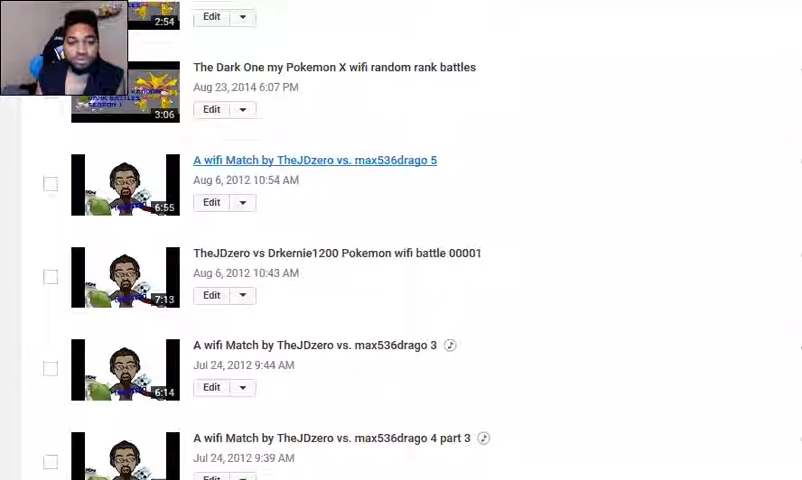 2:54
Edit
The Dark One my Pokemon X wifi random rank battles
Aug 23, 2014 6:07 PM
3:06
Edit
A wifi Match by TheJDzero vs. max536drago 5
Aug 6, 2012 10:54 AM
6:55
Edit
TheJDzero vs Drkernie1200 Pokemon wifi battle 00001
Aug 6, 2012 10:43 AM
7:13
Edit
A wifi Match by TheJDzero vs. max536drago 3
Jul 24, 2012 9:44 AM
6:14
Edit
A wifi Match by TheJDzero vs. max536drago 4 part 3
Jul 24, 2012 9:39 AM
Edit